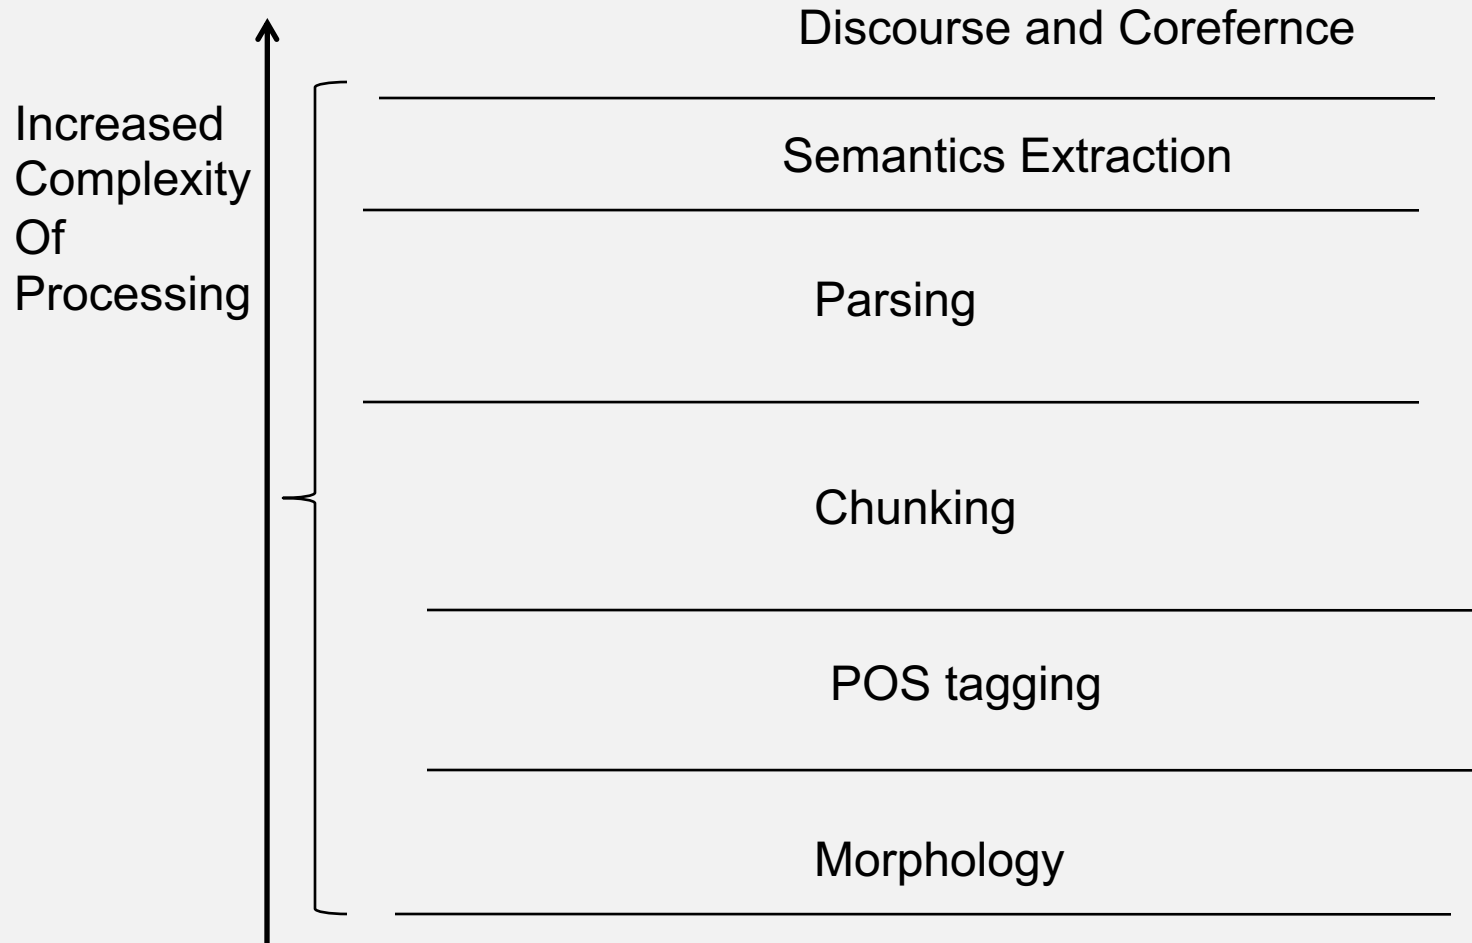 Discourse and Corefernce
Increased
Complexity
Of
Processing
Semantics Extraction
Parsing
Chunking
POS tagging
Morphology